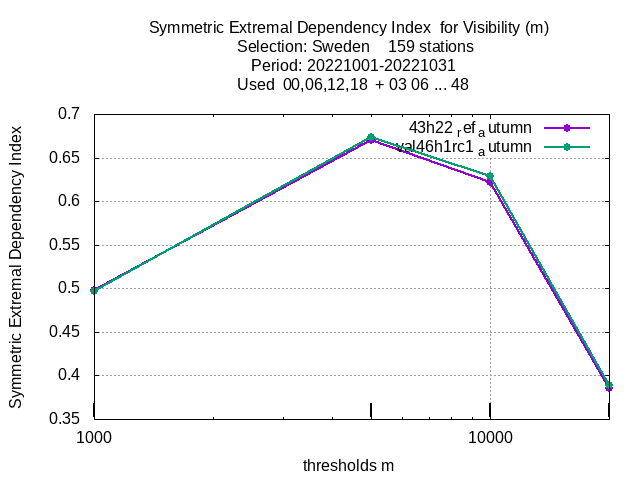 Symmetric Extremal Dependency Index for Visibility (m)
Selection: Sweden 159 stations
Period: 20221001-20221031
Used 00,06,12,18 + 03 06 ... 48
43h22 ref autumn
val46h1rc1 autumn
0.7
0.65
0.6
0.55
0.5
0.45
0.4
0.35
Symmetric Extremal Dependency Index
1000 10000
thresholds m